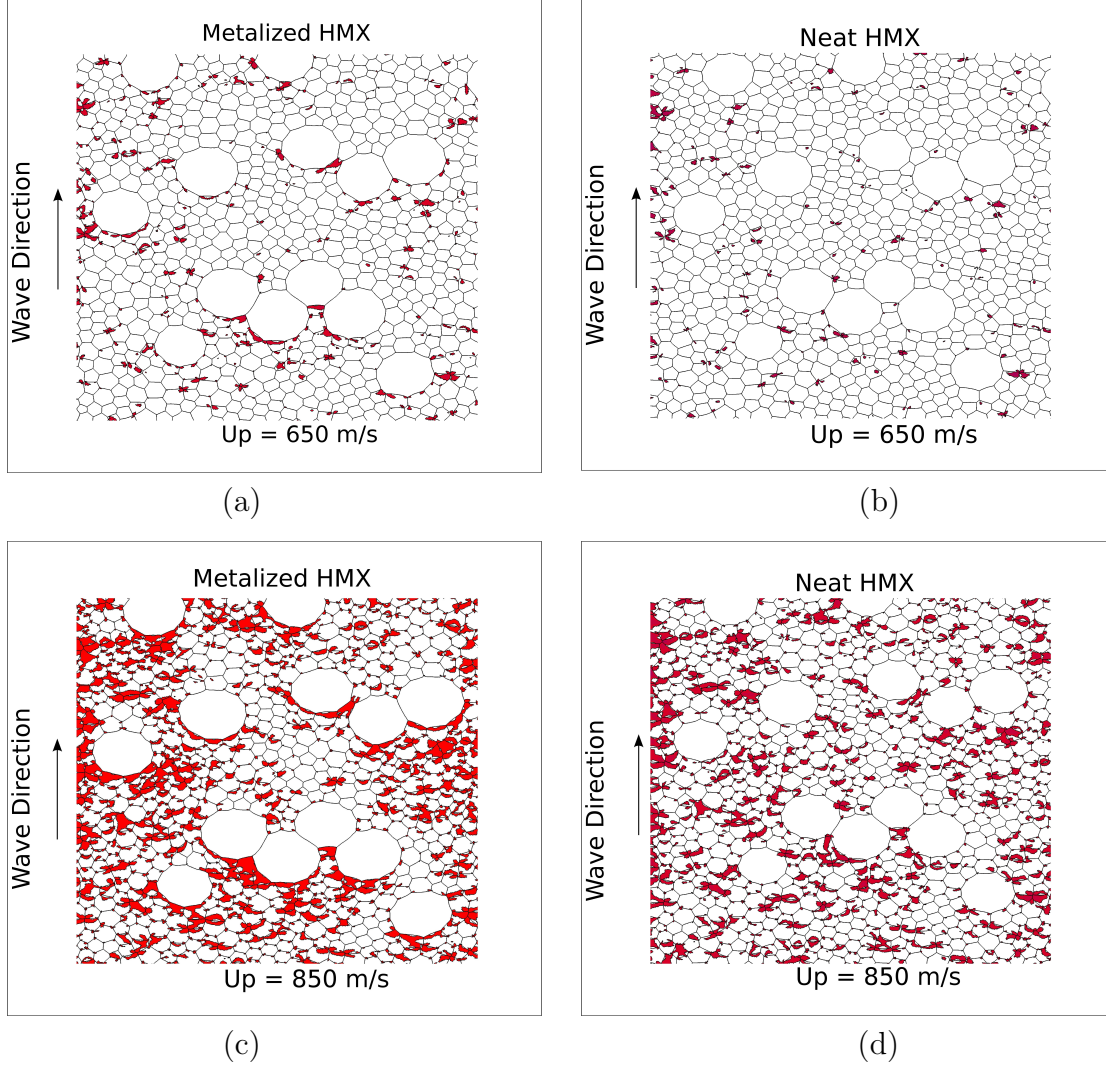 Metalized HMX
Wave Direction
Up = 650 m/s
(a)
Neat HMX
Wave Direction
Up = 650 m/s
(b)
Metalized HMX
Wave Direction
Up = 850 m/s
(c)
Neat HMX
Wave Direction
Up = 850 m/s
(d)